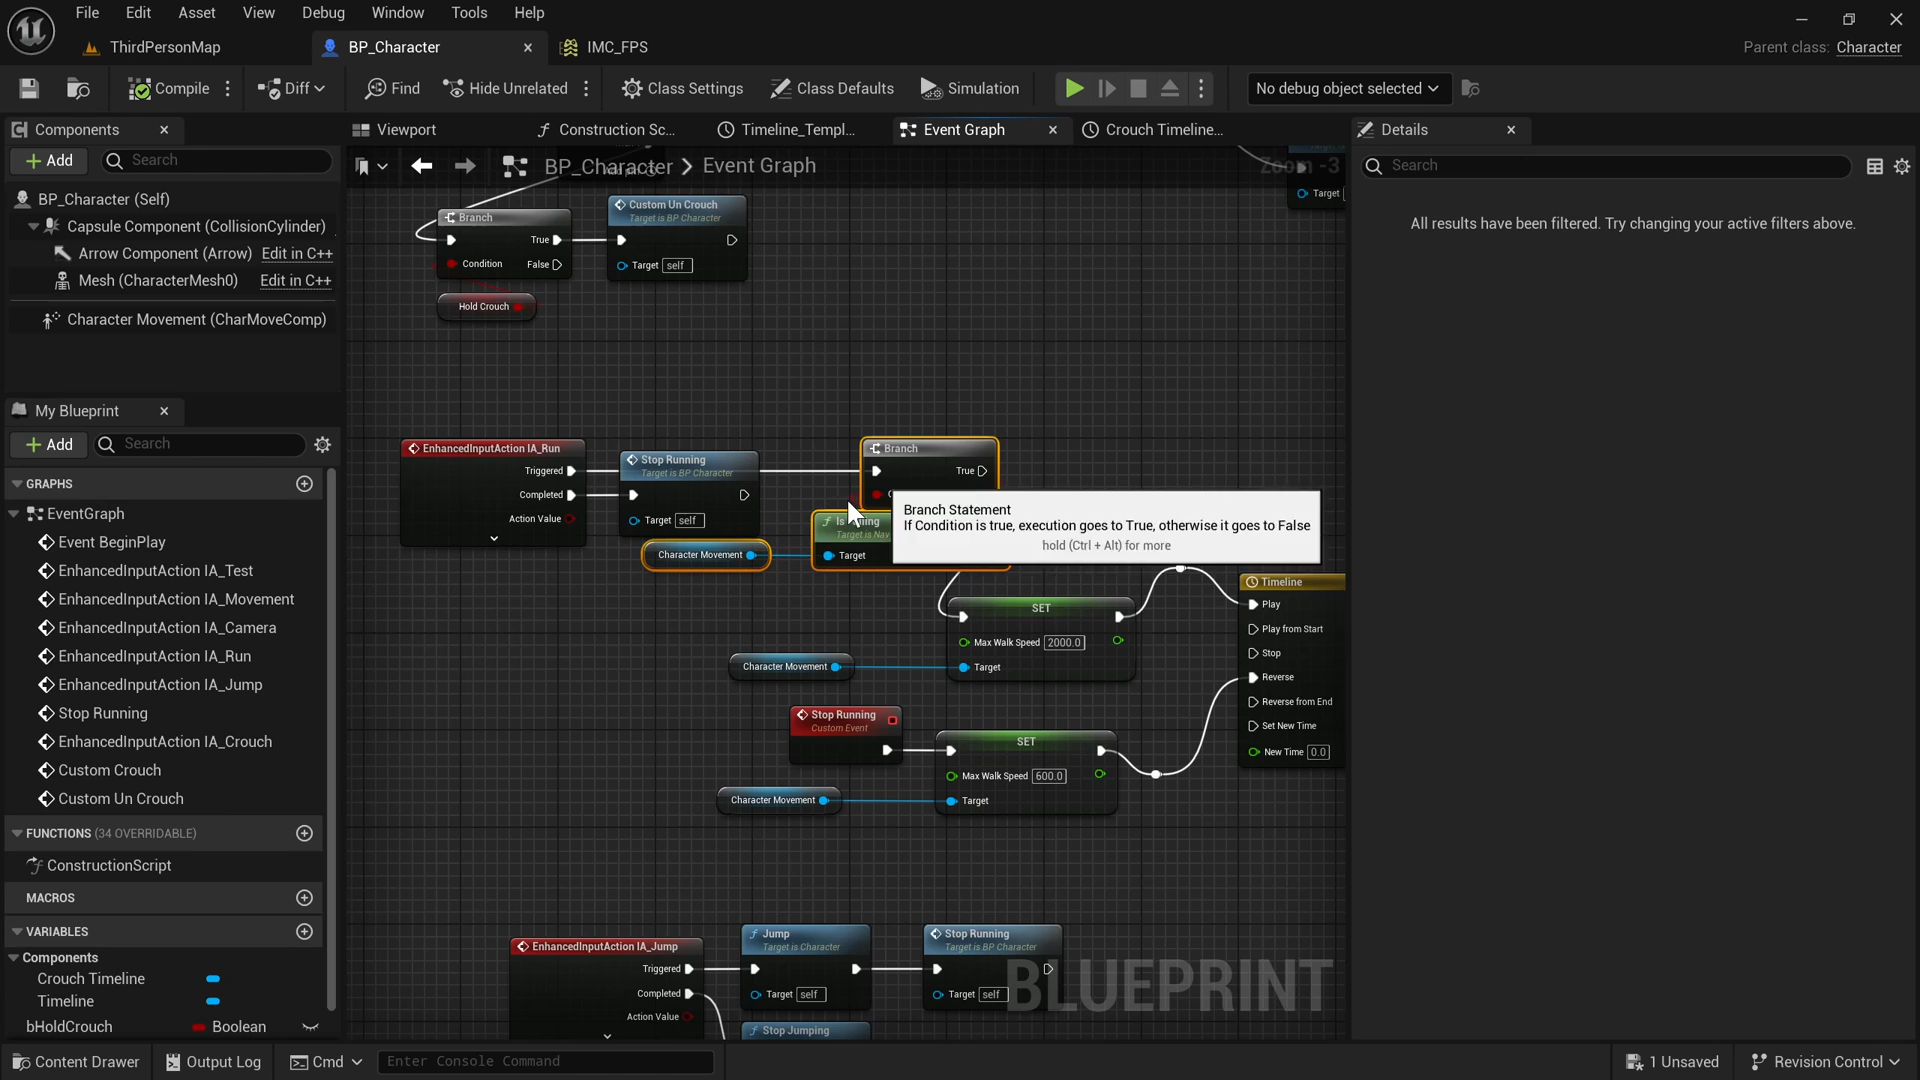 File Edit Asset View Debug Window Tools Help
ThirdPersonMap BP_Character IMC_FPS Parent class: Character
Compile Diff Find Hide Unrelated Class Settings Class Defaults Simulation No debug object selected
Components Viewport Construction Sc... Timeline_Templ... Event Graph Crouch Timeline... Details
Add Search BP_Character > Event Graph Zoom -3 Search
All results have been filtered. Try changing your active filters above.
BP_Character (Self)
Capsule Component (CollisionCylinder)
Arrow Component (Arrow) Edit in C++
Mesh (CharacterMesh0) Edit in C++
Character Movement (CharMoveComp)
My Blueprint
Add Search
GRAPHS
EventGraph
Event BeginPlay
EnhancedInputAction IA_Test
EnhancedInputAction IA_Movement
EnhancedInputAction IA_Camera
EnhancedInputAction IA_Run
EnhancedInputAction IA_Jump
Stop Running
EnhancedInputAction IA_Crouch
Custom Crouch
Custom Un Crouch
FUNCTIONS (34 OVERRIDABLE)
ConstructionScript
MACROS
VARIABLES
Components
Crouch Timeline
Timeline
bHoldCrouch Boolean
Branch
True
Condition False
Hold Crouch
Custom Un Crouch
Target is BP Character
Target self
Target
EnhancedInputAction IA_Run
Triggered
Completed
Action Value
Stop Running
Target is BP Character
Target self
Branch
True
Branch Statement
If Condition is true, execution goes to True, otherwise it goes to False
hold (Ctrl + Alt) for more
Target is Nav
Character Movement Target
SET
Max Walk Speed 2000.0
Character Movement Target
Stop Running
Custom Event
SET
Max Walk Speed 600.0
Character Movement Target
Timeline
Play
Play from Start
Stop
Reverse
Reverse from End
Set New Time
New Time 0.0
EnhancedInputAction IA_Jump
Triggered
Completed
Action Value
Jump
Target is Character
Target self
Stop Running
Target is BP Character
Target self
Stop Jumping
BLUEPRINT
Content Drawer Output Log Cmd Enter Console Command 1 Unsaved Revision Control